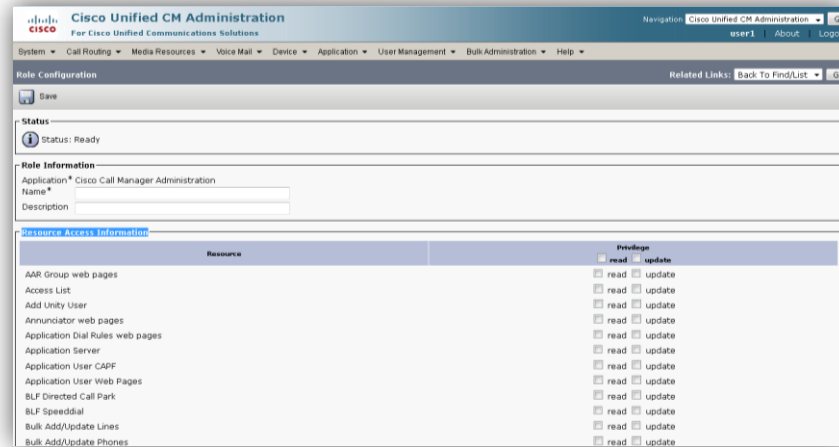 cisco
Cisco Unified CM Administration
For Cisco Unified Communications Solutions
Navigation Cisco Unified CM Administration
user1 | About
System Call Routing Media Resources Voice Mail Device Application User Management Bulk Administration Help
Role Configuration
Related Links: Back To Find/List
Save
Status
Status: Ready
Role Information
Application* Cisco Call Manager Administration
Name*
Description
Resource Access Information
Resource
Privilege
read update
AAR Group web pages read update
Access List read update
Add Unity User read update
Annunciator web pages read update
Application Dial Rules web pages read update
Application Server read update
Application User CAPF read update
Application User Web Pages read update
BLF Directed Call Park read update
BLF Speeddial read update
Bulk Add/Update Lines read update
Bulk Add/Update Phones read update